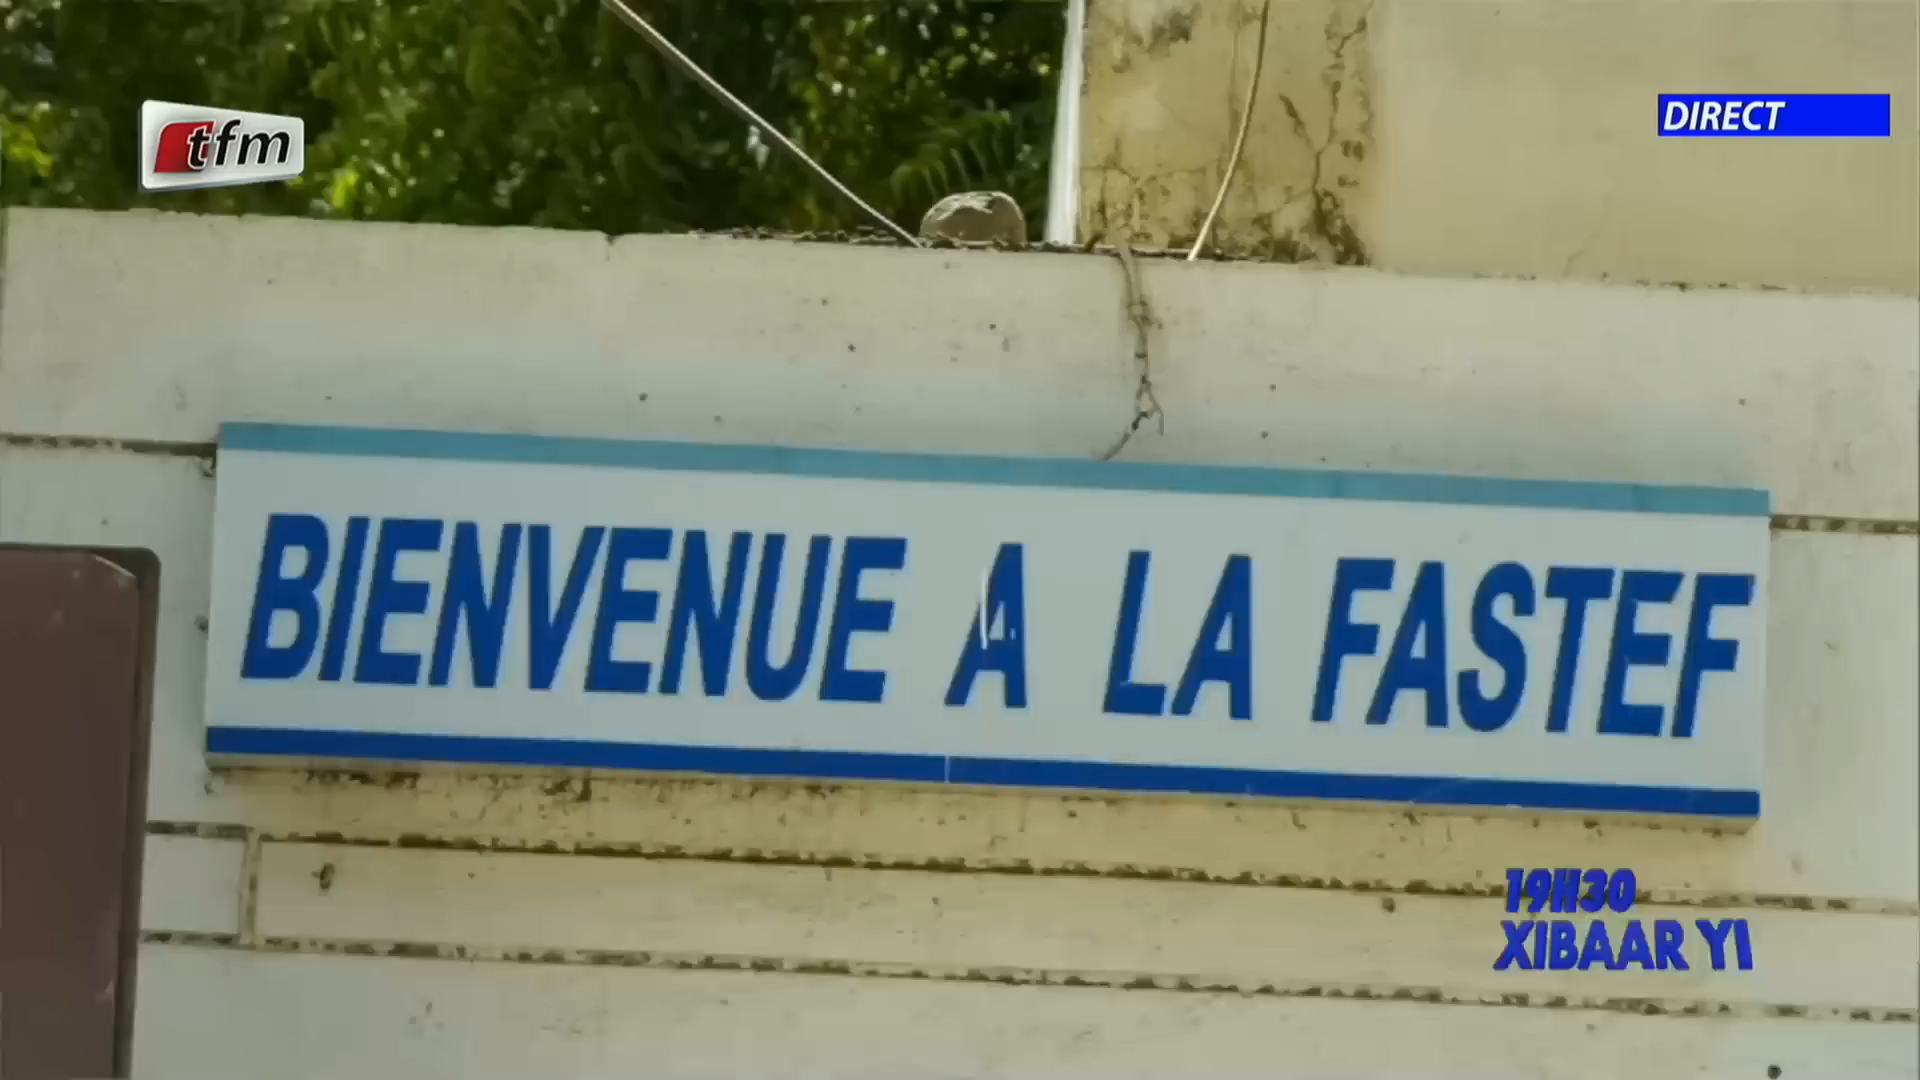 tfm
DIRECT
BIENVENUE A LA FASTEF
19H30
XIBAAR YI